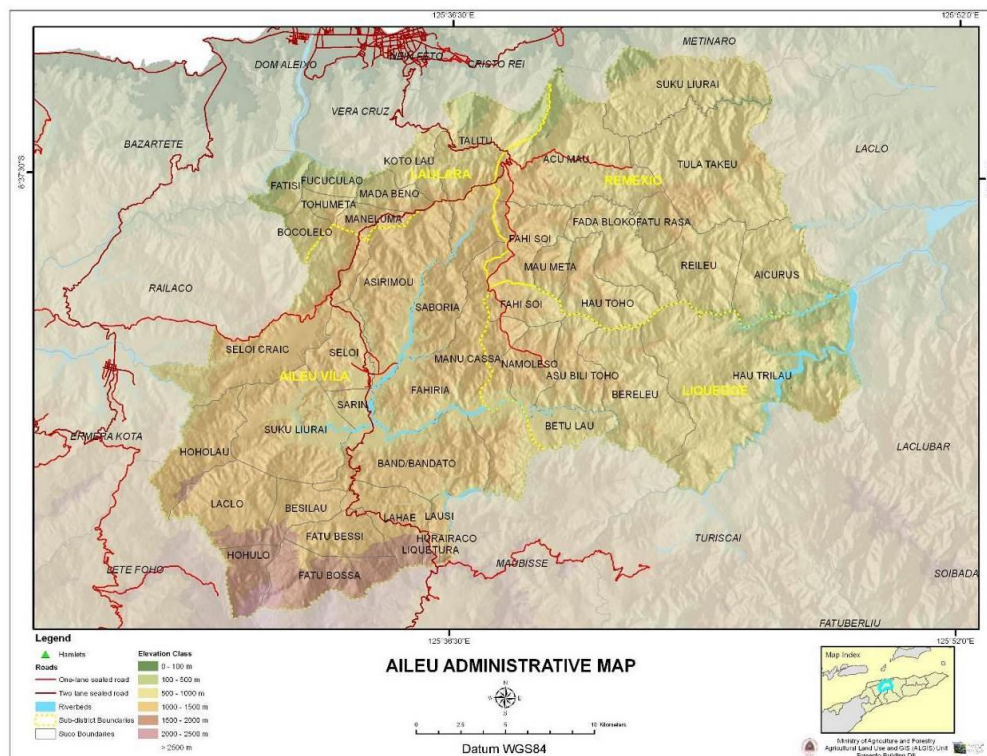 125°36'30"E
125°52'0"E
METINARO
DOM ALEIXO
CRISTO REI
SUKU LIURAI
VERA CRUZ
TALITU
BAZARTETE
ACU MAU
LACLO
KOTO LAU
TULA TAKEU
8°37'30"S
LAULARA
REMEXIO
FUCUCULAO
FATISI
MADA BENO
TOHUMETA
MANELUMA
FADA BLOKO
FATU RASA
BOCOLELO
FAHI SOI
MAU META
REILEU
AICURUS
ASIRIMOU
RAILACO
SABORIA
FAHI SOI
HAU TOHO
SELOI CRAIC
SELOI
MANU CASSA
NAMOLESO
AILEU VILA
ASU BILI TOHO
HAU TRILAU
FAHIRIA
BERELEU
SARIN
SUKU LIURAI
BETU LAU
ERMERA KOTA
HOHOLAU
LACLUBAR
BAND/BANDATO
LACLO
BESILAU
LAHAE
LAUSI
FATU BESSI
HORAIRACO
TURISCAI
HOHULO
LIQUETURA
MAUBISSE
LETE FOHO
FATU BOSSA
SOIBADA
FATUBERLIU
125°36'30"E
125°52'0"E
Legend
Hamlets
Roads
One-lane sealed road
Two lane sealed road
Riverbeds
Sub-district Boundaries
Suco Boundaries
Elevation Class
0 - 100 m
100 - 500 m
500 - 1000 m
1000 - 1500 m
1500 - 2000 m
2000 - 2500 m
> 2500 m
AILEU ADMINISTRATIVE MAP
N
W
E
S
5
0
5
10 Kilometers
Datum WGS84
Map Index
Ministry of Agriculture and Forestry
Agricultural Land Use and GIS (ALGIS) Unit